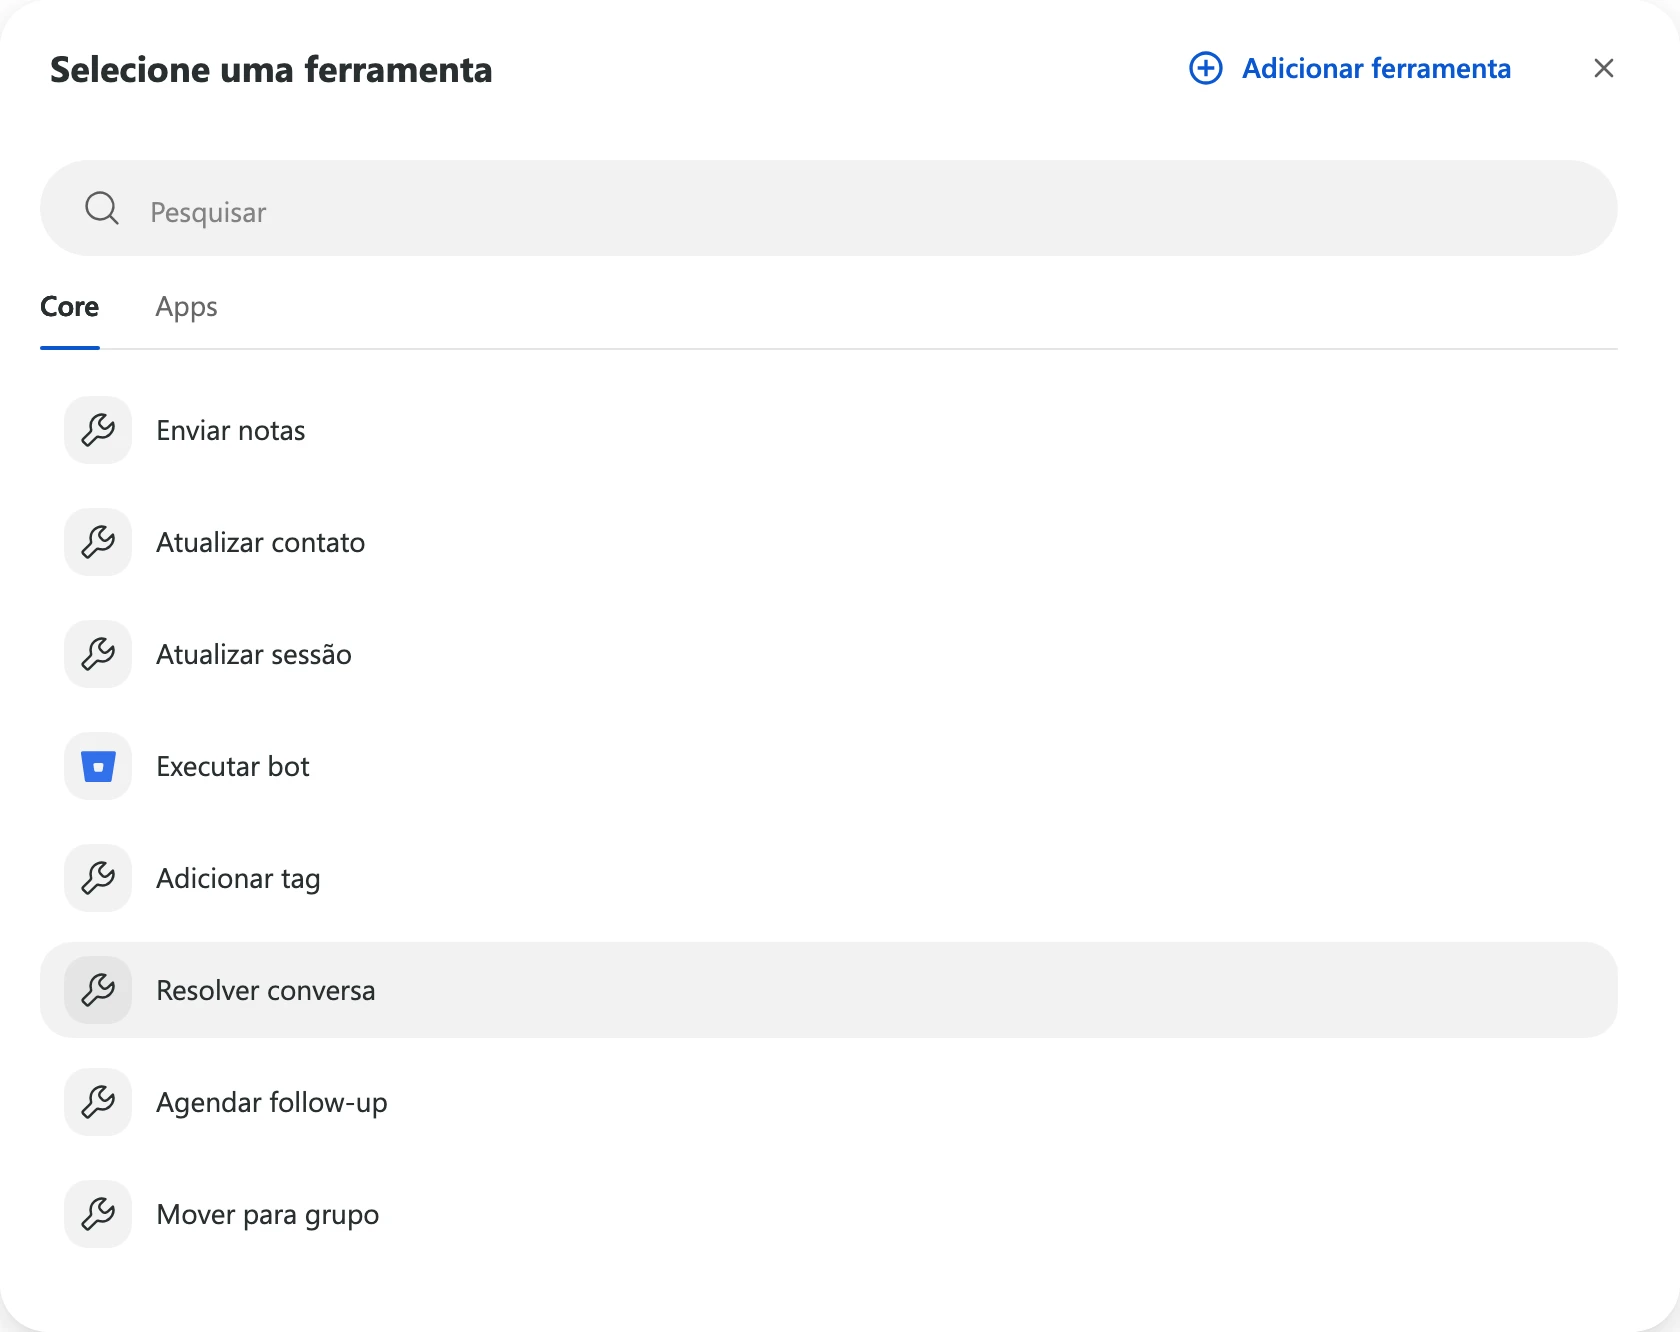 Selecione uma ferramenta
Adicionar ferramenta
Pesquisar
Core
Apps
Enviar notas
Atualizar contato
Atualizar sessão
Executar bot
Adicionar tag
Resolver conversa
Agendar follow-up
Mover para grupo